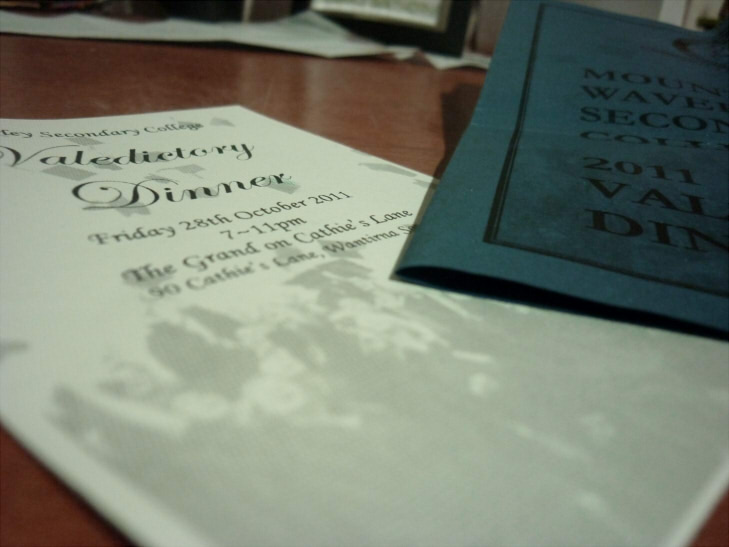 Secondary College
Valedictory
Dinner
Friday 28th October 2011
7~11pm
The Grand on Cathie's Lane
90 Cathie's Lane, Wantirna
MOUN
WAVE
SECON
2011
VAL
DIN